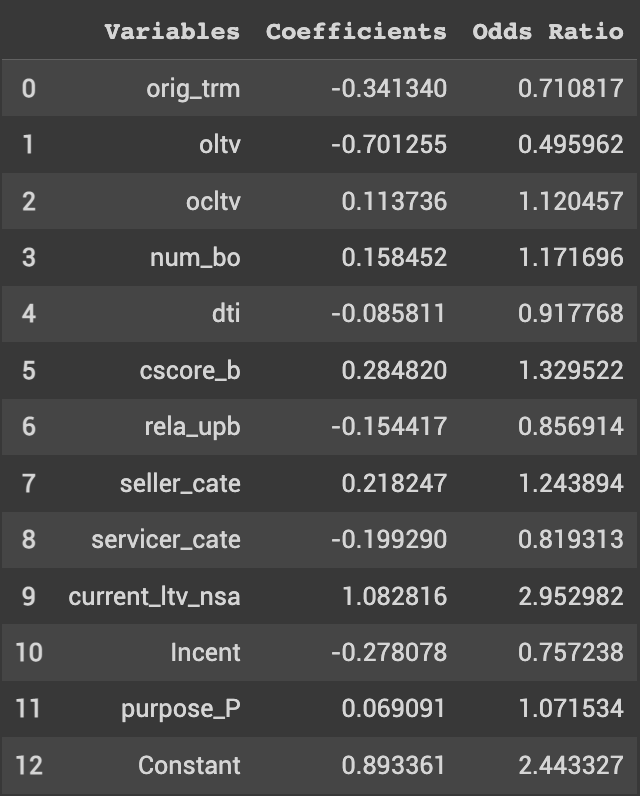 Variables Coefficients Odds Ratio
0 orig_trm -0.341340 0.710817
1 oltv -0.701255 0.495962
2 ocltv 0.113736 1.120457
3 num_bo 0.158452 1.171696
4 dti -0.085811 0.917768
5 cscore_b 0.284820 1.329522
6 rela_upb -0.154417 0.856914
7 seller_cate 0.218247 1.243894
8 servicer_cate -0.199290 0.819313
9 current_ltv_nsa 1.082816 2.952982
10 Incent -0.278078 0.757238
11 purpose_P 0.069091 1.071534
12 Constant 0.893361 2.443327